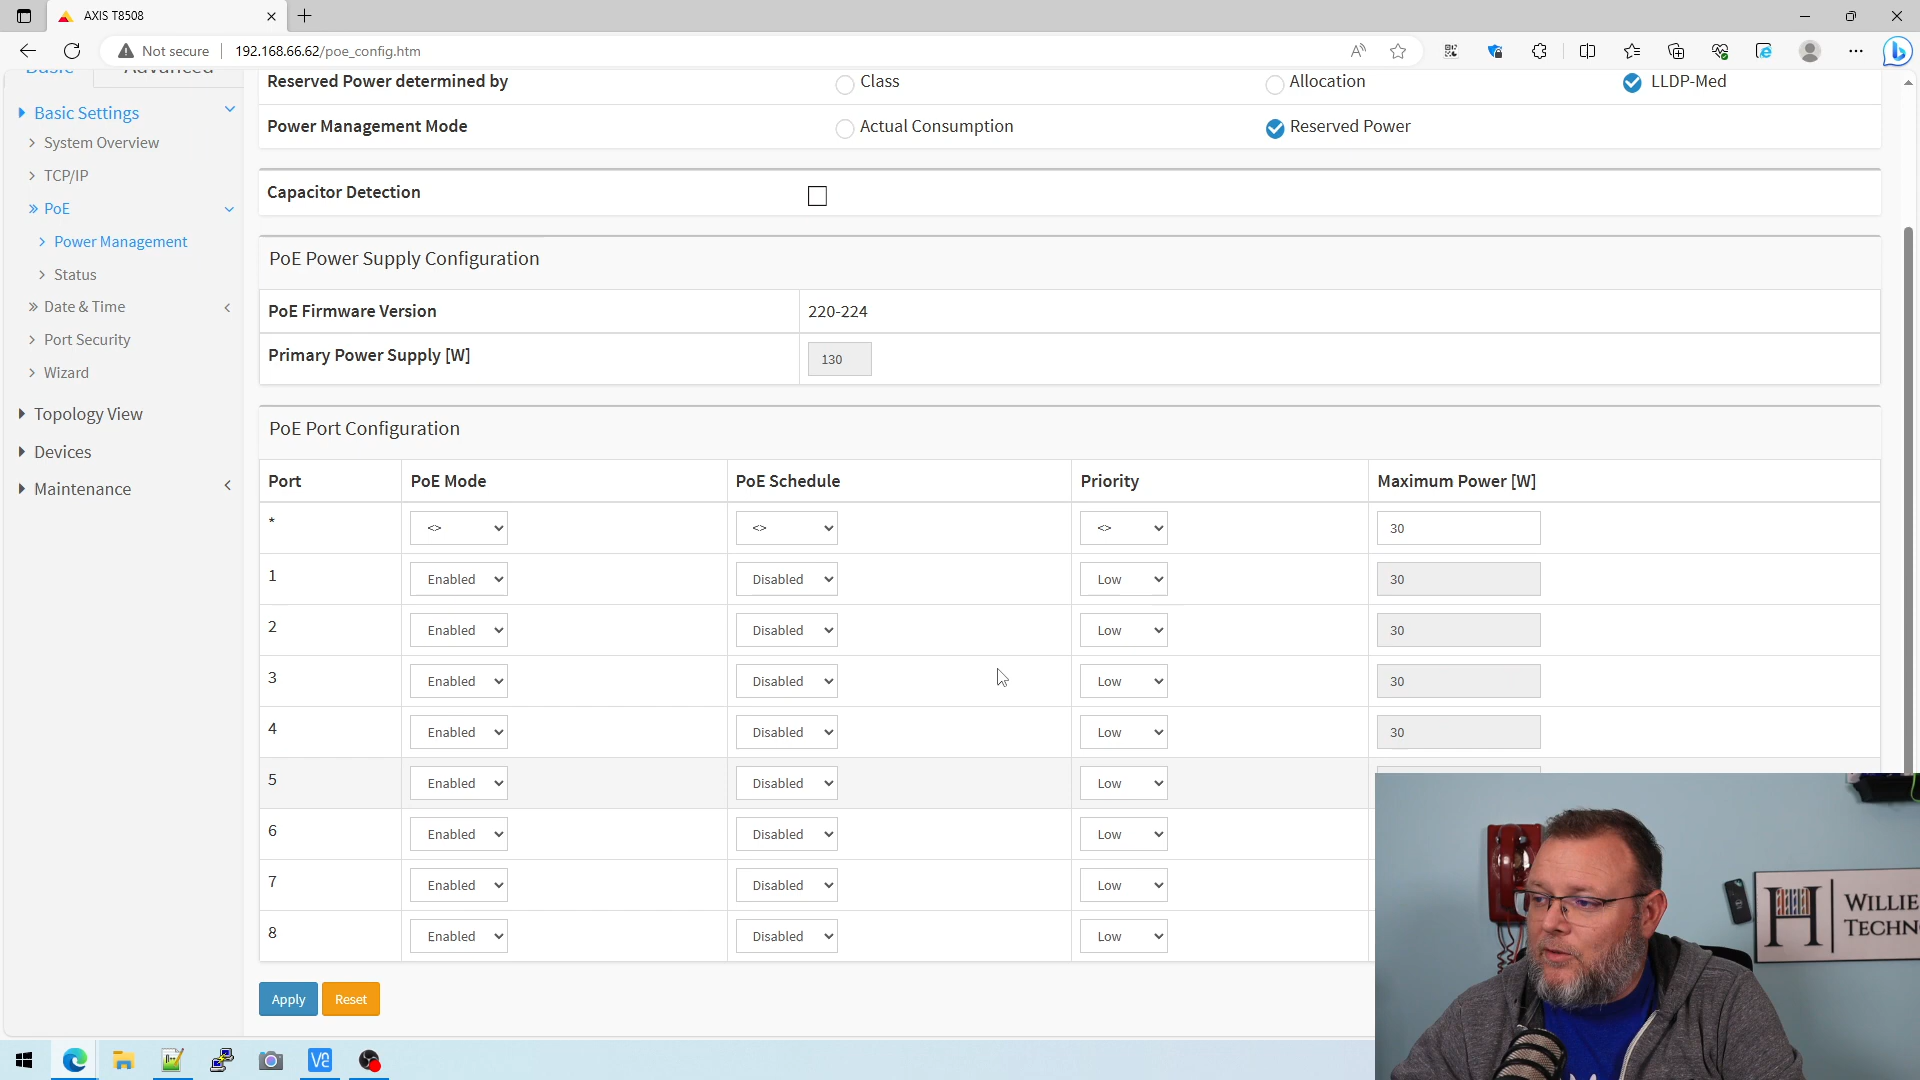 AXIS T8508
Not secure
192.168.66.62/poe_config.htm
Basic
Advanced
Reserved Power determined by
Class
Allocation
LLDP-Med
Basic Settings
Power Management Mode
Actual Consumption
Reserved Power
System Overview
TCP/IP
Capacitor Detection
PoE
Power Management
PoE Power Supply Configuration
Status
Date & Time
PoE Firmware Version
220-224
Port Security
Primary Power Supply [W]
130
Wizard
Topology View
PoE Port Configuration
Devices
Maintenance
Port
PoE Mode
PoE Schedule
Priority
Maximum Power [W]
* <> <> <> 30
1 Enabled Disabled Low 30
2 Enabled Disabled Low 30
3 Enabled Disabled Low 30
4 Enabled Disabled Low 30
5 Enabled Disabled Low
6 Enabled Disabled Low
7 Enabled Disabled Low
8 Enabled Disabled Low
Apply
Reset
H
WILLIE
TECHN